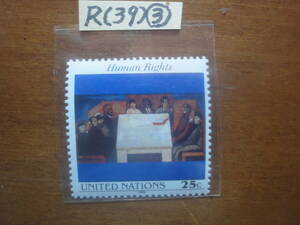 R(39)③
Human Rights
UNITED NATIONS 25c